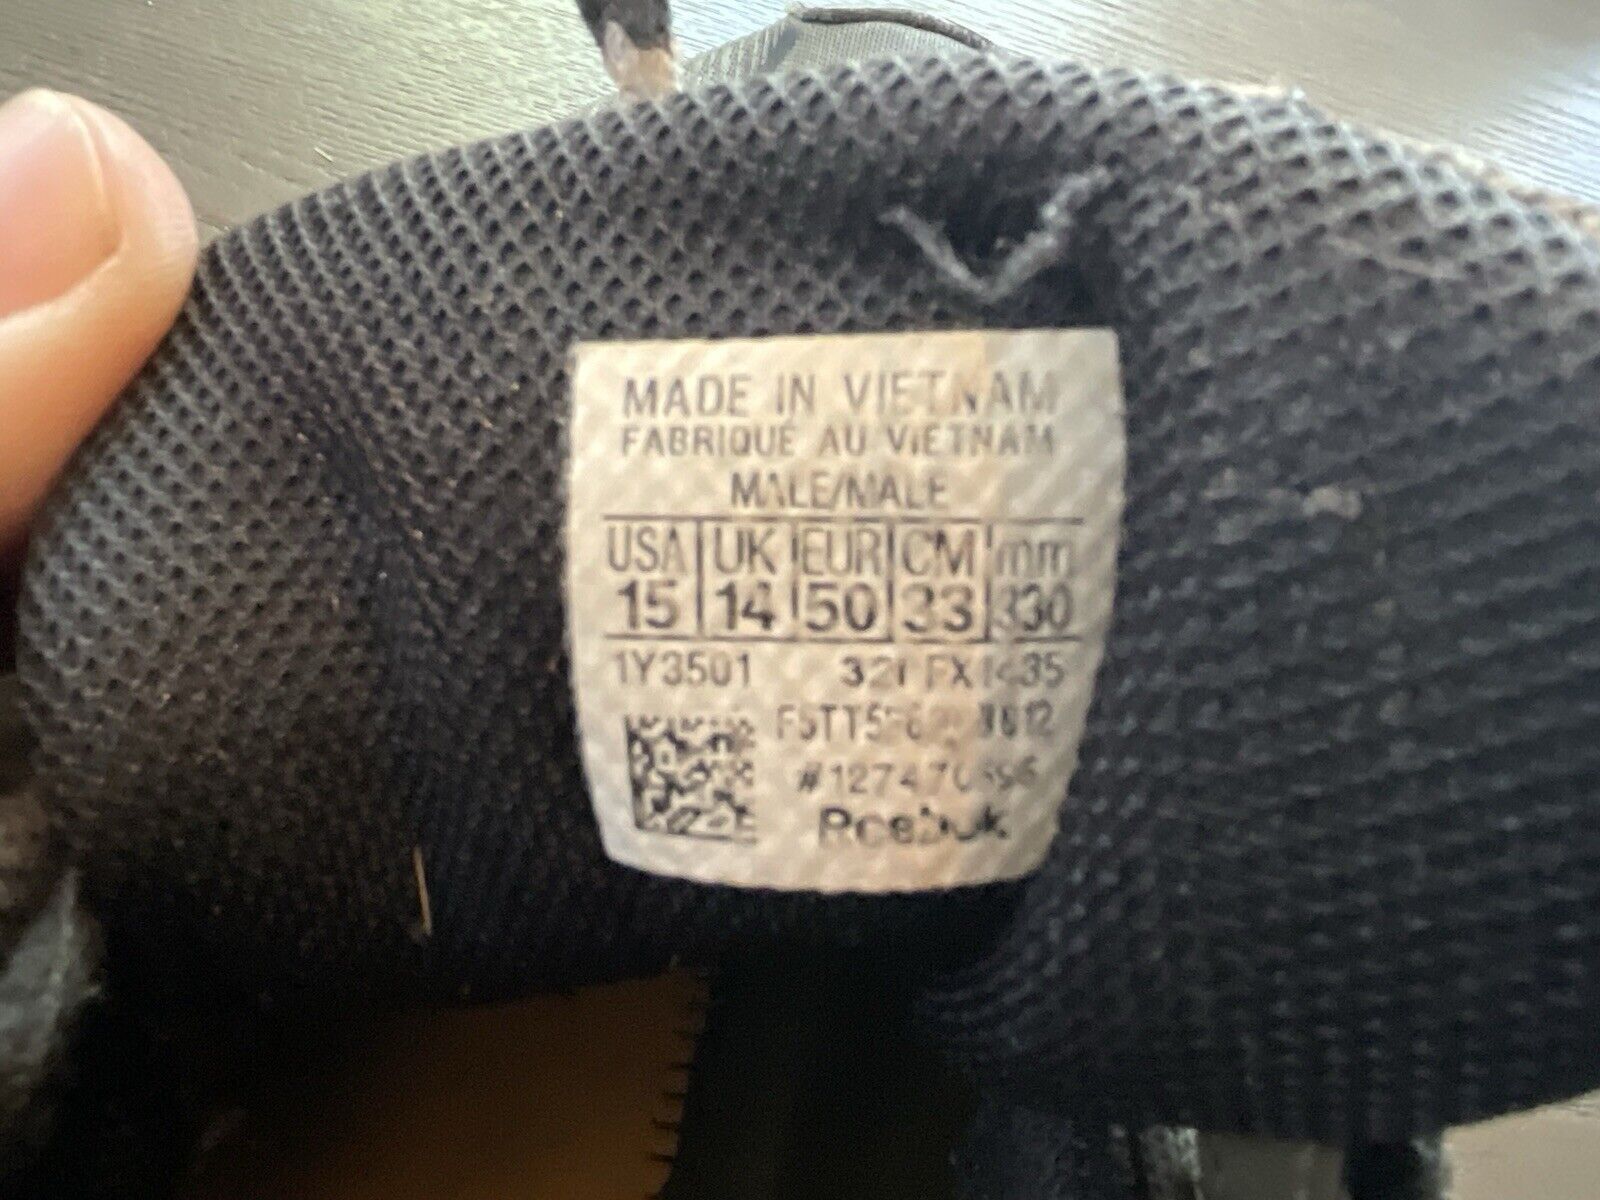 MADE IN VIETNAM
FABRIQUE AU VIETNAM
MALE/MALE
USA UK EUR CM mm
15 14 50 33 330
1Y3501
Reebok